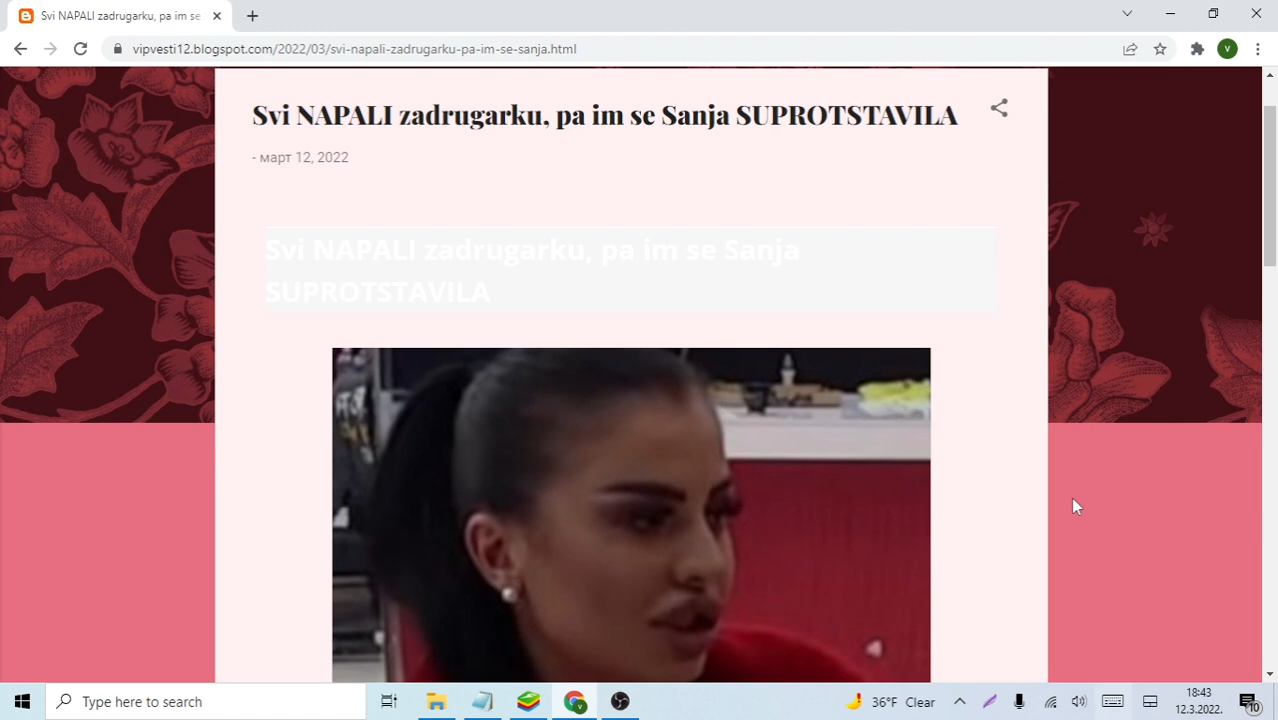 Svi NAPALI zadrugarku, pa im se
vipvesti12.blogspot.com/2022/03/svi-napali-zadrugarku-pa-im-se-sanja.html
V
Svi NAPALI zadrugarku, pa im se Sanja SUPROTSTAVILA
- март 12, 2022
Svi NAPALI zadrugarku, pa im se Sanja
SUPROTSTAVILA
Type here to search
V
36°F Clear
18:43
12.3.2022.
10